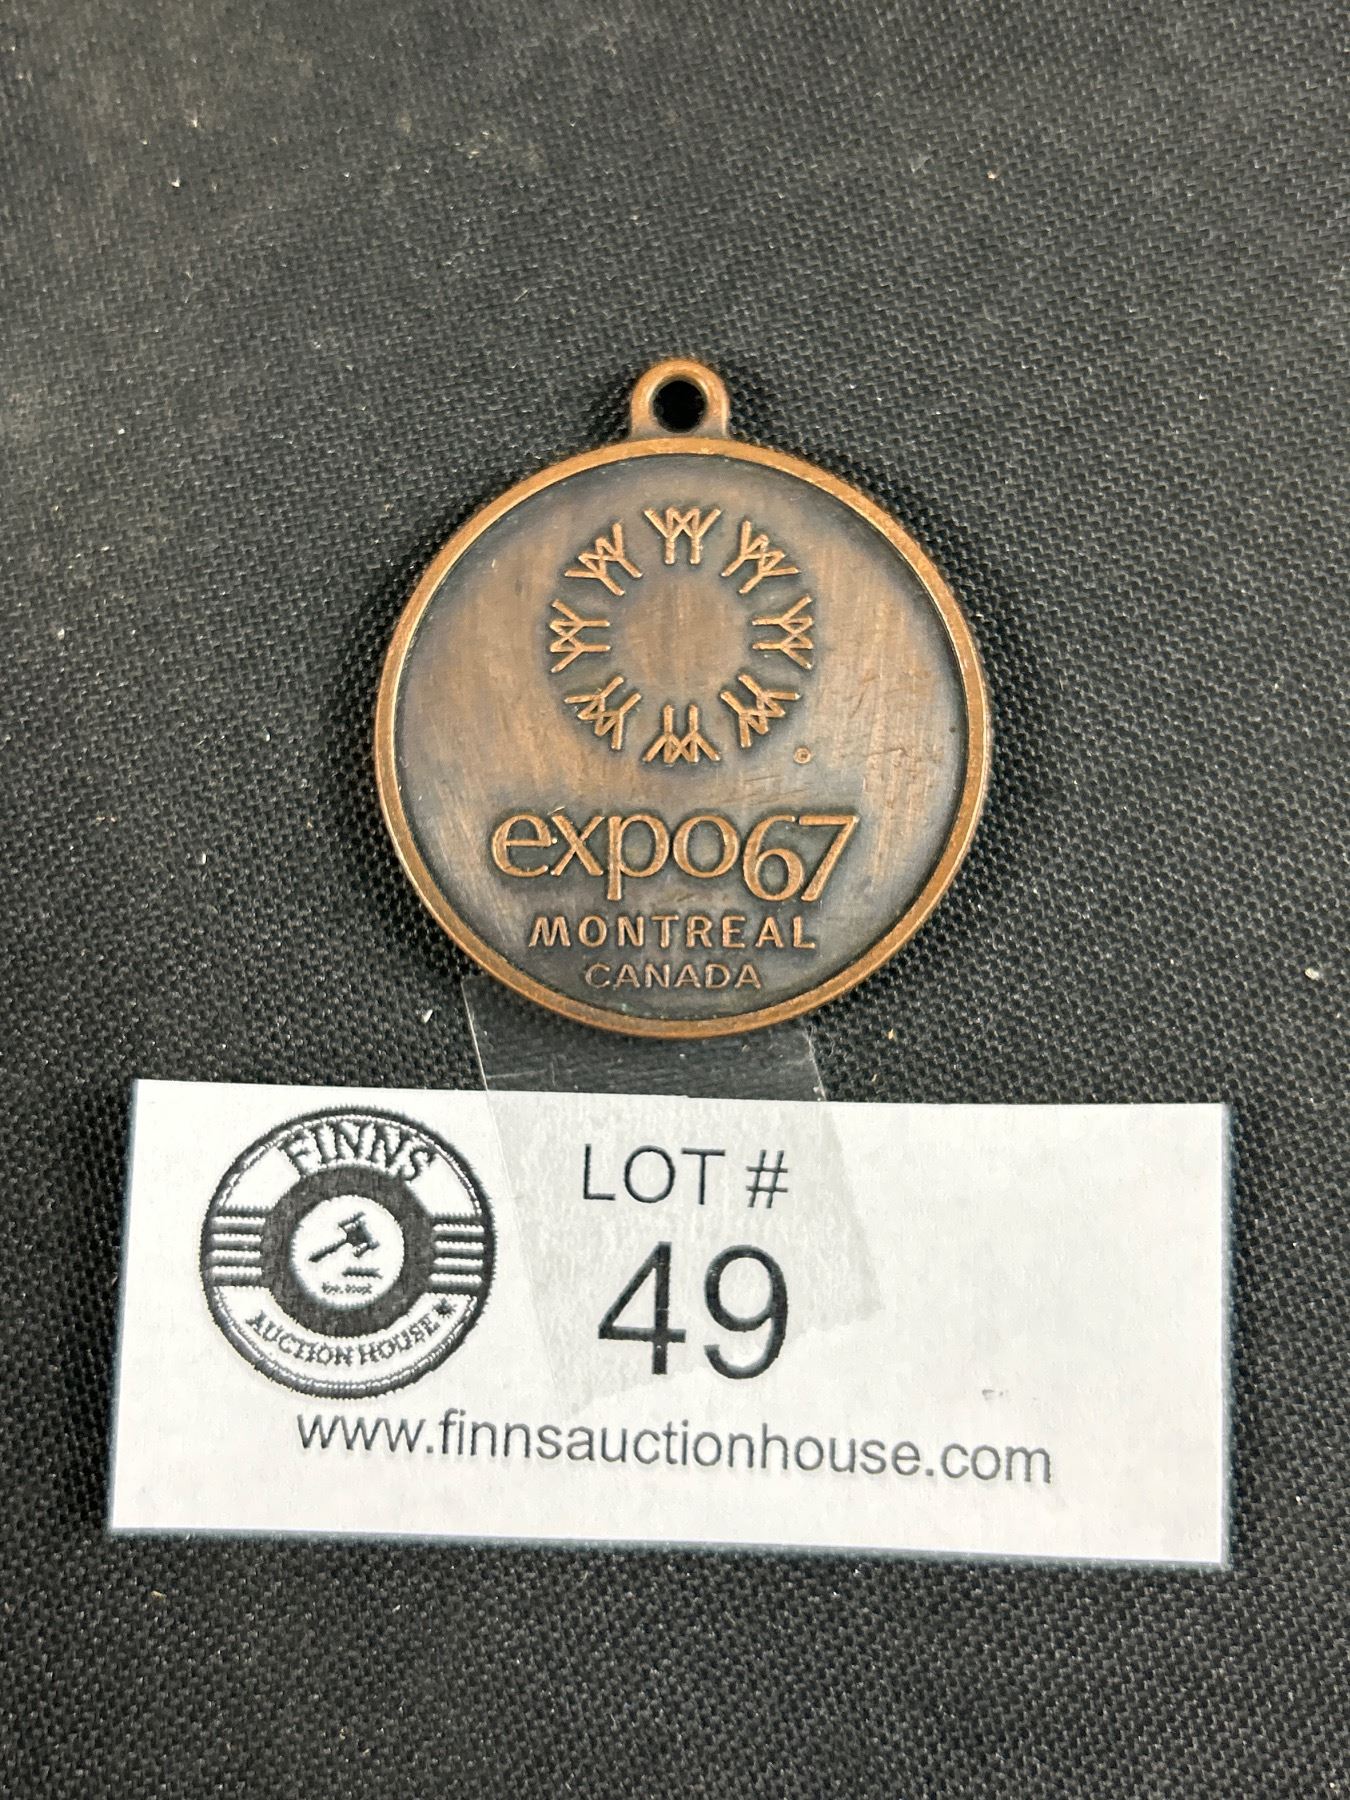 ©
expo67
MONTREAL
CANADA
FINNS
AUCTION HOUSE
LOT #
49
www.finnsauctionhouse.com